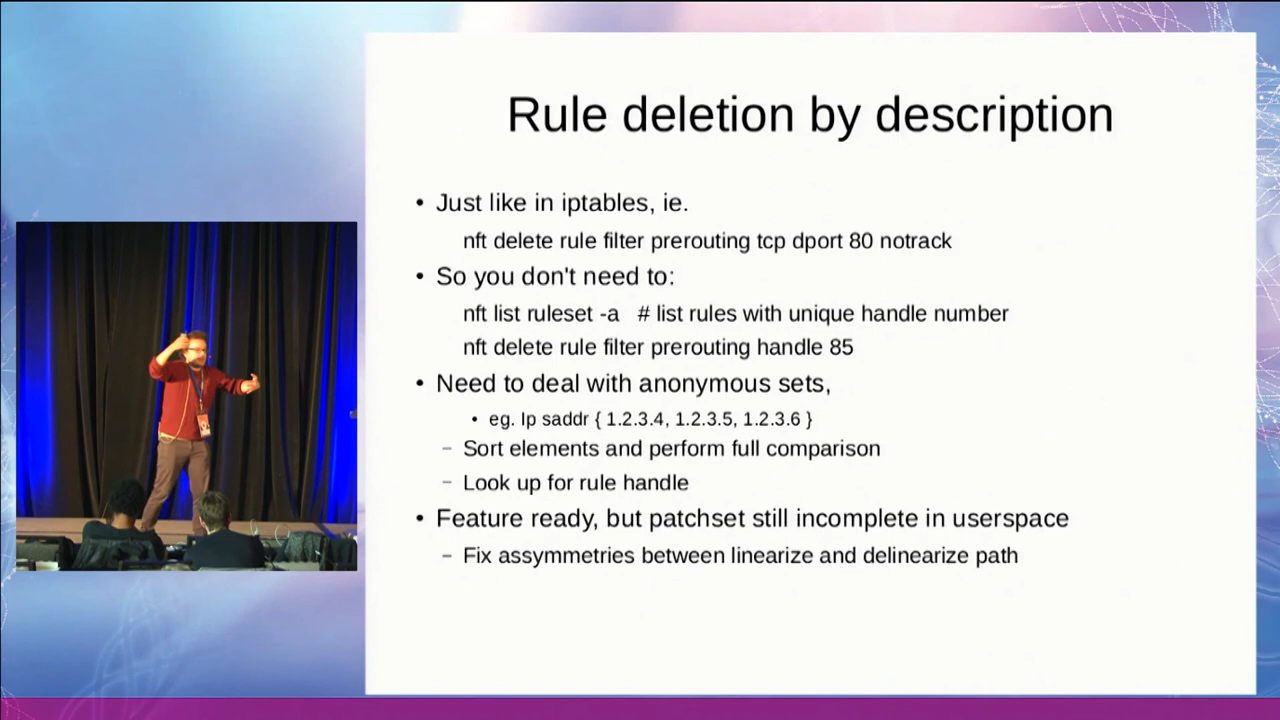 Rule deletion by description
• Just like in iptables, ie.
nft delete rule filter prerouting tcp dport 80 notrack
• So you don't need to:
nft list ruleset -a # list rules with unique handle number
nft delete rule filter prerouting handle 85
• Need to deal with anonymous sets,
• eg. Ip saddr { 1.2.3.4, 1.2.3.5, 1.2.3.6 }
– Sort elements and perform full comparison
– Look up for rule handle
• Feature ready, but patchset still incomplete in userspace
– Fix assymmetries between linearize and delinearize path